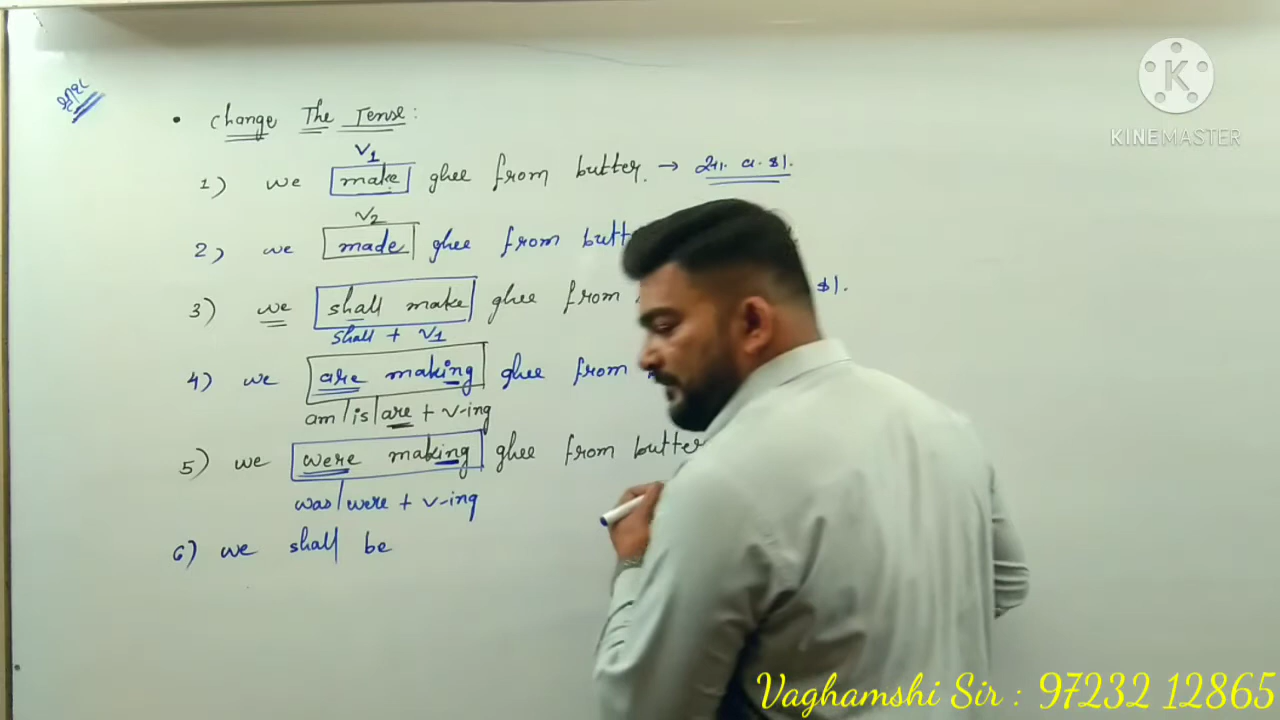 • Change The Tense:
V1
1) we make ghee from butter. → સા. વ. કા.
V2
2) we made ghee from
3) we shall make ghee from કા.
shall + V1
4) we are making ghee from
am/is/are + v-ing
5) we were making ghee from butter
was/were + v-ing
6) we shall be
K
KINEMASTER
Vaghamshi Sir : 97232 12865